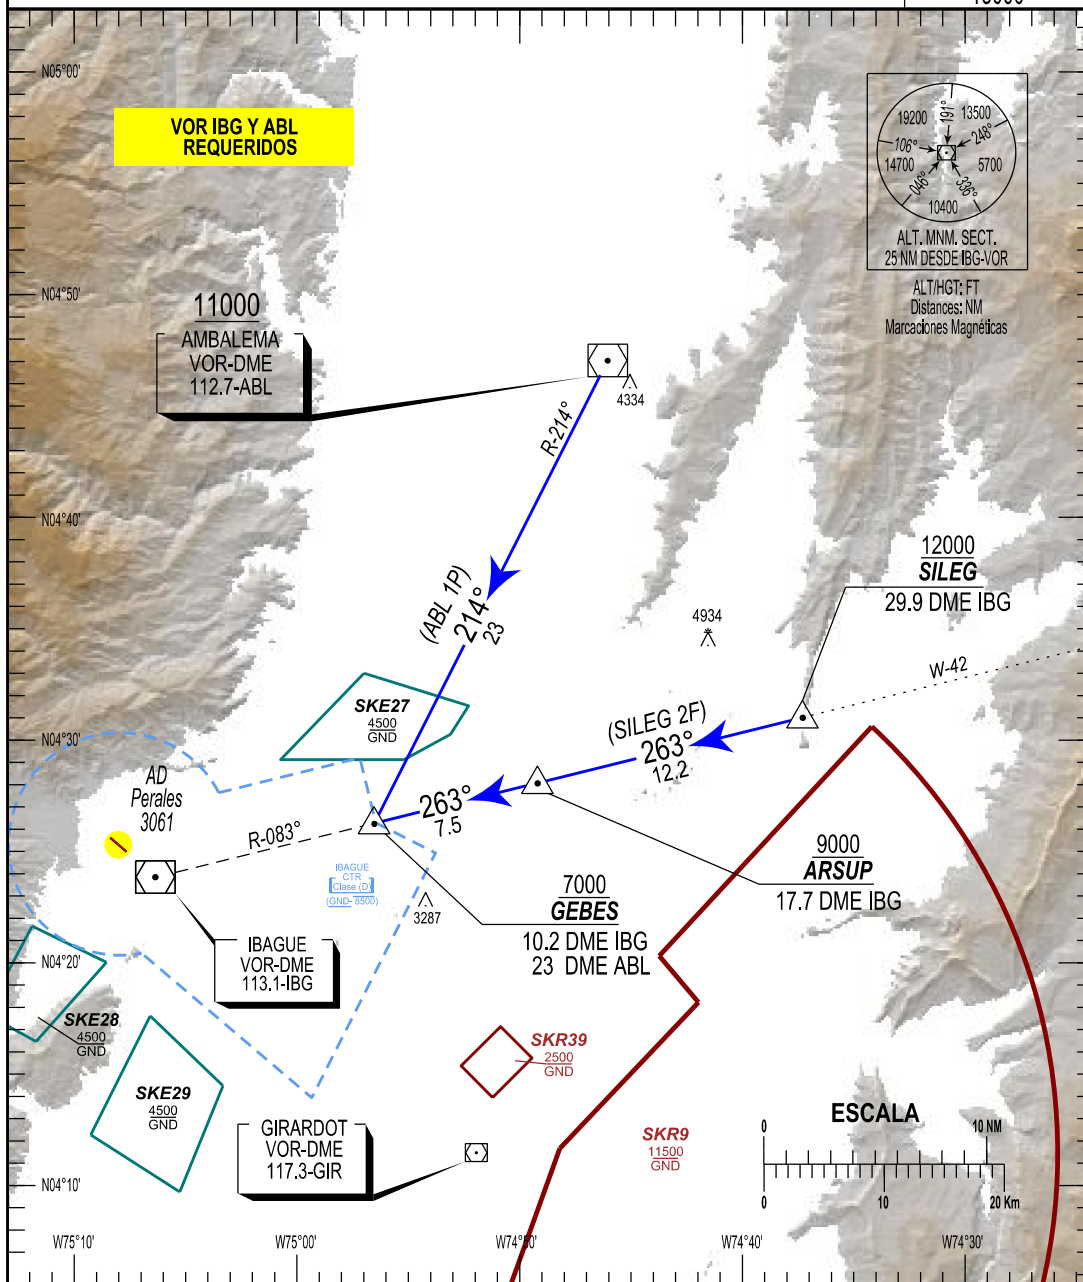 N05°00'
VOR IBG Y ABL
REQUERIDOS
19200
191°
13500
106°
248°
14700
5700
046°
336°
10400
ALT. MNM. SECT.
25 NM DESDE IBG-VOR
ALT/HGT: FT
Distances: NM
Marcaciones Magnéticas
N04°50'
11000
AMBALEMA
VOR-DME
112.7-ABL
4334
R-214°
N04°40'
(ABL 1P)
214°
23
12000
SILEG
29.9 DME IBG
4934
W-42
SKE27
4500
GND
(SILEG 2F)
263°
12.2
N04°30'
AD
Perales
3061
263°
7.5
R-083°
IBAGUE
CTR
Clase (D)
(GND- 8500)
3287
7000
GEBES
10.2 DME IBG
23 DME ABL
9000
ARSUP
17.7 DME IBG
IBAGUE
VOR-DME
113.1-IBG
N04°20'
SKE28
4500
GND
SKE29
4500
GND
SKR39
2500
GND
GIRARDOT
VOR-DME
117.3-GIR
SKR9
11500
GND
ESCALA
0
10 NM
0
10
20 Km
N04°10'
W75°10'
W75°00'
W74°50'
W74°40'
W74°30'